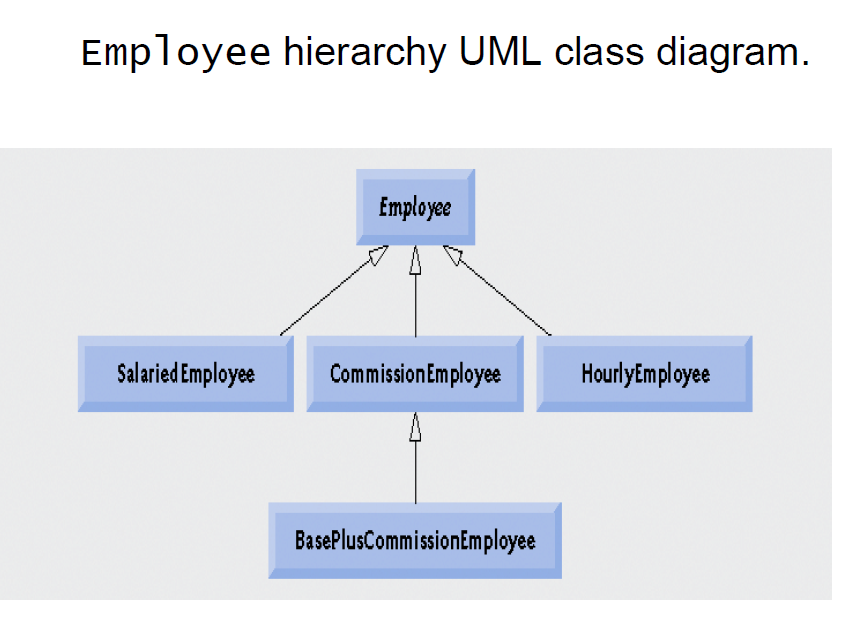 Employee hierarchy UML class diagram.
Employee
SalariedEmployee
CommissionEmployee
HourlyEmployee
BasePlusCommissionEmployee